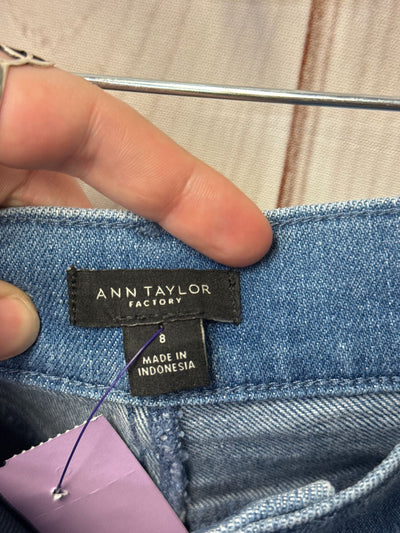 ANN TAYLOR
FACTORY
8
MADE IN
INDONESIA